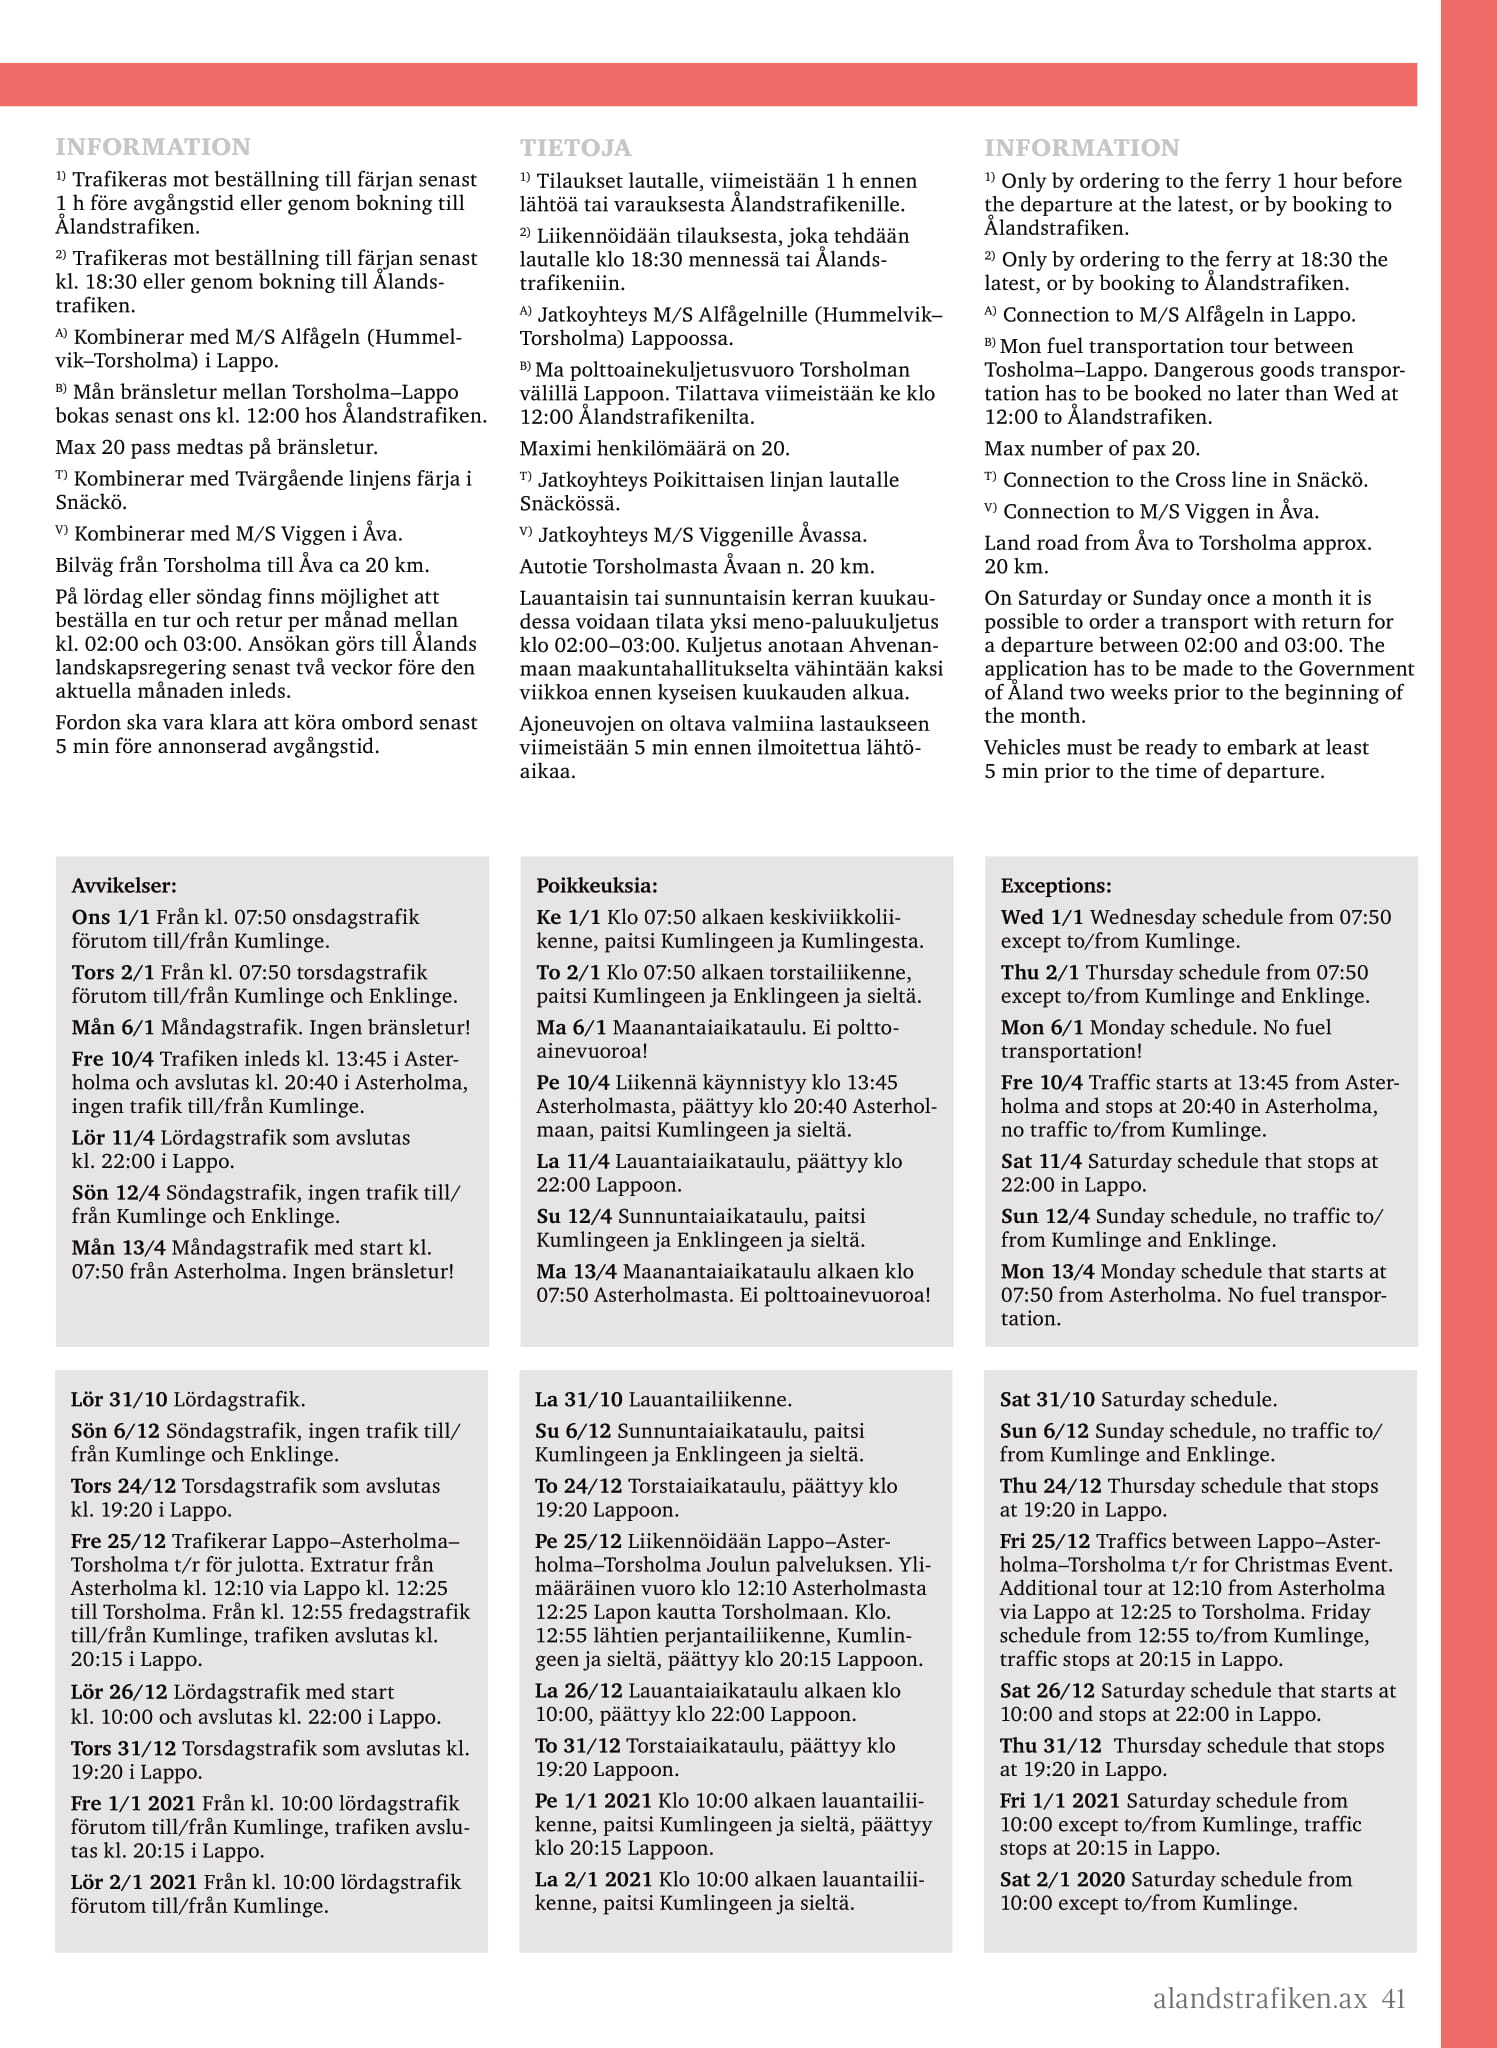 INFORMATION
1) Trafikeras mot beställning till färjan senast
1 h före avgångstid eller genom bokning till
Ålandstrafiken.
2) Trafikeras mot beställning till färjan senast
kl. 18:30 eller genom bokning till Ålands-
trafiken.
A) Kombinerar med M/S Alfågeln (Hummel-
vik–Torsholma) i Lappo.
B) Mån bränsletur mellan Torsholma–Lappo
bokas senast ons kl. 12:00 hos Ålandstrafiken.
Max 20 pass medtas på bränsletur.
T) Kombinerar med Tvärgående linjens färja i
Snäckö.
V) Kombinerar med M/S Viggen i Åva.
Bilväg från Torsholma till Åva ca 20 km.
På lördag eller söndag finns möjlighet att
beställa en tur och retur per månad mellan
kl. 02:00 och 03:00. Ansökan görs till Ålands
landskapsregering senast två veckor före den
aktuella månaden inleds.
Fordon ska vara klara att köra ombord senast
5 min före annonserad avgångstid.
TIETOJA
1) Tilaukset lautalle, viimeistään 1 h ennen
lähtöä tai varauksesta Ålandstrafikenille.
2) Liikennöidään tilauksesta, joka tehdään
lautalle klo 18:30 mennessä tai Ålands-
trafikeniin.
A) Jatkoyhteys M/S Alfågelnille (Hummelvik–
Torsholma) Lappoossa.
B) Ma polttoainekuljetusvuoro Torsholman
välillä Lappoon. Tilattava viimeistään ke klo
12:00 Ålandstrafikenilta.
Maximi henkilömäärä on 20.
T) Jatkoyhteys Poikittaisen linjan lautalle
Snäckössä.
V) Jatkoyhteys M/S Viggenille Åvassa.
Autotie Torsholmasta Åvaan n. 20 km.
Lauantaisin tai sunnuntaisin kerran kuukau-
dessa voidaan tilata yksi meno-paluukuljetus
klo 02:00–03:00. Kuljetus anotaan Ahvenan-
maan maakuntahallitukselta vähintään kaksi
viikkoa ennen kyseisen kuukauden alkua.
Ajoneuvojen on oltava valmiina lastaukseen
viimeistään 5 min ennen ilmoitettua lähtö-
aikaa.
INFORMATION
1) Only by ordering to the ferry 1 hour before
the departure at the latest, or by booking to
Ålandstrafiken.
2) Only by ordering to the ferry at 18:30 the
latest, or by booking to Ålandstrafiken.
A) Connection to M/S Alfågeln in Lappo.
B) Mon fuel transportation tour between
Tosholma–Lappo. Dangerous goods transpor-
tation has to be booked no later than Wed at
12:00 to Ålandstrafiken.
Max number of pax 20.
T) Connection to the Cross line in Snäckö.
V) Connection to M/S Viggen in Åva.
Land road from Åva to Torsholma approx.
20 km.
On Saturday or Sunday once a month it is
possible to order a transport with return for
a departure between 02:00 and 03:00. The
application has to be made to the Government
of Åland two weeks prior to the beginning of
the month.
Vehicles must be ready to embark at least
5 min prior to the time of departure.
Avvikelser:
Ons 1/1 Från kl. 07:50 onsdagstrafik
förutom till/från Kumlinge.
Tors 2/1 Från kl. 07:50 torsdagstrafik
förutom till/från Kumlinge och Enklinge.
Mån 6/1 Måndagstrafik. Ingen bränsletur!
Fre 10/4 Trafiken inleds kl. 13:45 i Aster-
holma och avslutas kl. 20:40 i Asterholma,
ingen trafik till/från Kumlinge.
Lör 11/4 Lördagstrafik som avslutas
kl. 22:00 i Lappo.
Sön 12/4 Söndagstrafik, ingen trafik till/
från Kumlinge och Enklinge.
Mån 13/4 Måndagstrafik med start kl.
07:50 från Asterholma. Ingen bränsletur!
Poikkeuksia:
Ke 1/1 Klo 07:50 alkaen keskiviikkolii-
kenne, paitsi Kumlingeen ja Kumlingesta.
To 2/1 Klo 07:50 alkaen torstailiikenne,
paitsi Kumlingeen ja Enklingeen ja sieltä.
Ma 6/1 Maanantaiaikataulu. Ei poltto-
ainevuoroa!
Pe 10/4 Liikennä käynnistyy klo 13:45
Asterholmasta, päättyy klo 20:40 Asterhol-
maan, paitsi Kumlingeen ja sieltä.
La 11/4 Lauantaiaikataulu, päättyy klo
22:00 Lappoon.
Su 12/4 Sunnuntaiaikataulu, paitsi
Kumlingeen ja Enklingeen ja sieltä.
Ma 13/4 Maanantaiaikataulu alkaen klo
07:50 Asterholmasta. Ei polttoainevuoroa!
Exceptions:
Wed 1/1 Wednesday schedule from 07:50
except to/from Kumlinge.
Thu 2/1 Thursday schedule from 07:50
except to/from Kumlinge and Enklinge.
Mon 6/1 Monday schedule. No fuel
transportation!
Fre 10/4 Traffic starts at 13:45 from Aster-
holma and stops at 20:40 in Asterholma,
no traffic to/from Kumlinge.
Sat 11/4 Saturday schedule that stops at
22:00 in Lappo.
Sun 12/4 Sunday schedule, no traffic to/
from Kumlinge and Enklinge.
Mon 13/4 Monday schedule that starts at
07:50 from Asterholma. No fuel transpor-
tation.
Lör 31/10 Lördagstrafik.
Sön 6/12 Söndagstrafik, ingen trafik till/
från Kumlinge och Enklinge.
Tors 24/12 Torsdagstrafik som avslutas
kl. 19:20 i Lappo.
Fre 25/12 Trafikerar Lappo–Asterholma–
Torsholma t/r för julotta. Extratur från
Asterholma kl. 12:10 via Lappo kl. 12:25
till Torsholma. Från kl. 12:55 fredagstrafik
till/från Kumlinge, trafiken avslutas kl.
20:15 i Lappo.
Lör 26/12 Lördagstrafik med start
kl. 10:00 och avslutas kl. 22:00 i Lappo.
Tors 31/12 Torsdagstrafik som avslutas kl.
19:20 i Lappo.
Fre 1/1 2021 Från kl. 10:00 lördagstrafik
förutom till/från Kumlinge, trafiken avslu-
tas kl. 20:15 i Lappo.
Lör 2/1 2021 Från kl. 10:00 lördagstrafik
förutom till/från Kumlinge.
La 31/10 Lauantailiikenne.
Su 6/12 Sunnuntaiaikataulu, paitsi
Kumlingeen ja Enklingeen ja sieltä.
To 24/12 Torstaiaikataulu, päättyy klo
19:20 Lappoon.
Pe 25/12 Liikennöidään Lappo–Aster-
holma–Torsholma Joulun palveluksen. Yli-
määräinen vuoro klo 12:10 Asterholmasta
12:25 Lapon kautta Torsholmaan. Klo.
12:55 lähtien perjantailiikenne, Kumlin-
geen ja sieltä, päättyy klo 20:15 Lappoon.
La 26/12 Lauantaiaikataulu alkaen klo
10:00, päättyy klo 22:00 Lappoon.
To 31/12 Torstaiaikataulu, päättyy klo
19:20 Lappoon.
Pe 1/1 2021 Klo 10:00 alkaen lauantailii-
kenne, paitsi Kumlingeen ja sieltä, päättyy
klo 20:15 Lappoon.
La 2/1 2021 Klo 10:00 alkaen lauantailii-
kenne, paitsi Kumlingeen ja sieltä.
Sat 31/10 Saturday schedule.
Sun 6/12 Sunday schedule, no traffic to/
from Kumlinge and Enklinge.
Thu 24/12 Thursday schedule that stops
at 19:20 in Lappo.
Fri 25/12 Traffics between Lappo–Aster-
holma–Torsholma t/r for Christmas Event.
Additional tour at 12:10 from Asterholma
via Lappo at 12:25 to Torsholma. Friday
schedule from 12:55 to/from Kumlinge,
traffic stops at 20:15 in Lappo.
Sat 26/12 Saturday schedule that starts at
10:00 and stops at 22:00 in Lappo.
Thu 31/12 Thursday schedule that stops
at 19:20 in Lappo.
Fri 1/1 2021 Saturday schedule from
10:00 except to/from Kumlinge, traffic
stops at 20:15 in Lappo.
Sat 2/1 2020 Saturday schedule from
10:00 except to/from Kumlinge.
alandstrafiken.ax 41